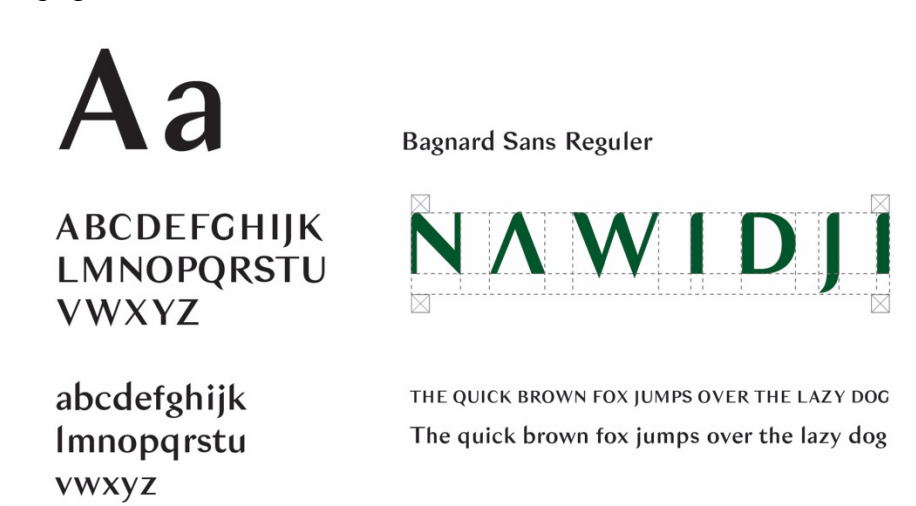 Aa
Bagnard Sans Reguler
ABCDEFGHIJK
LMNOPQRSTU
VWXYZ
NAWIDJI
abcdefghijk
lmnopqrstu
vwxyz
THE QUICK BROWN FOX JUMPS OVER THE LAZY DOG
The quick brown fox jumps over the lazy dog